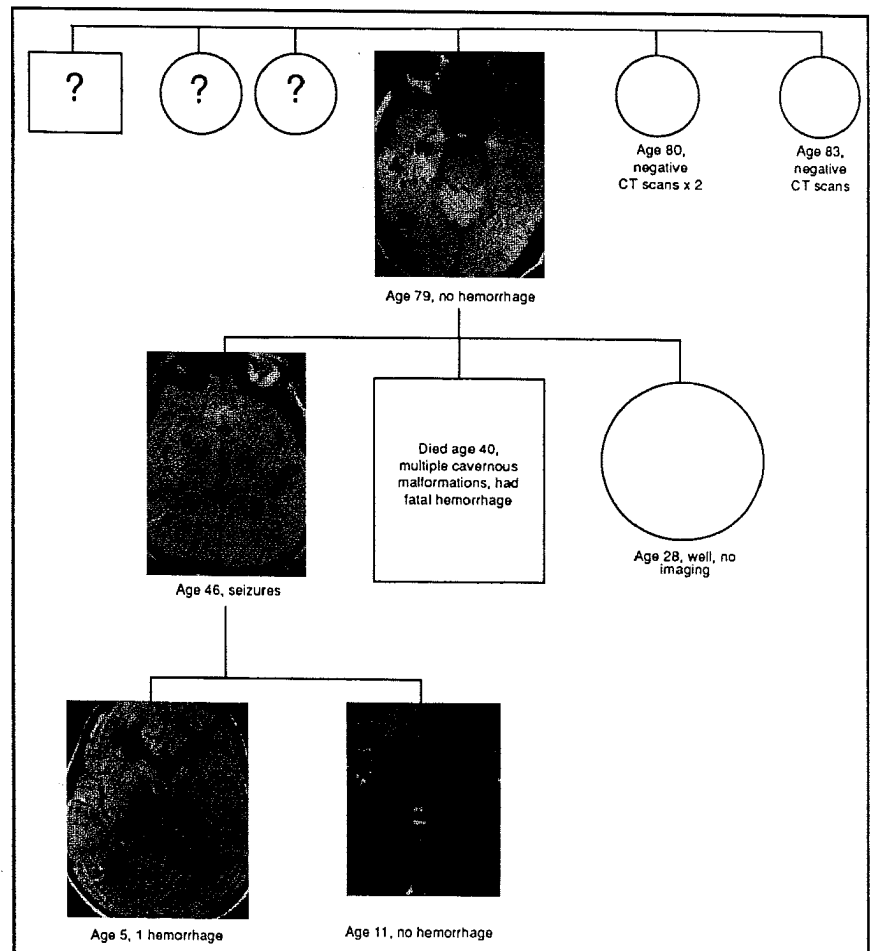 ?
?
?
Age 80,
negative
CT scans x 2
Age 83,
negative
CT scans
Age 79, no hemorrhage
Died age 40,
multiple cavernous
malformations, had
fatal hemorrhage
Age 28, well, no
imaging
Age 46, seizures
Age 5, 1 hemorrhage
Age 11, no hemorrhage